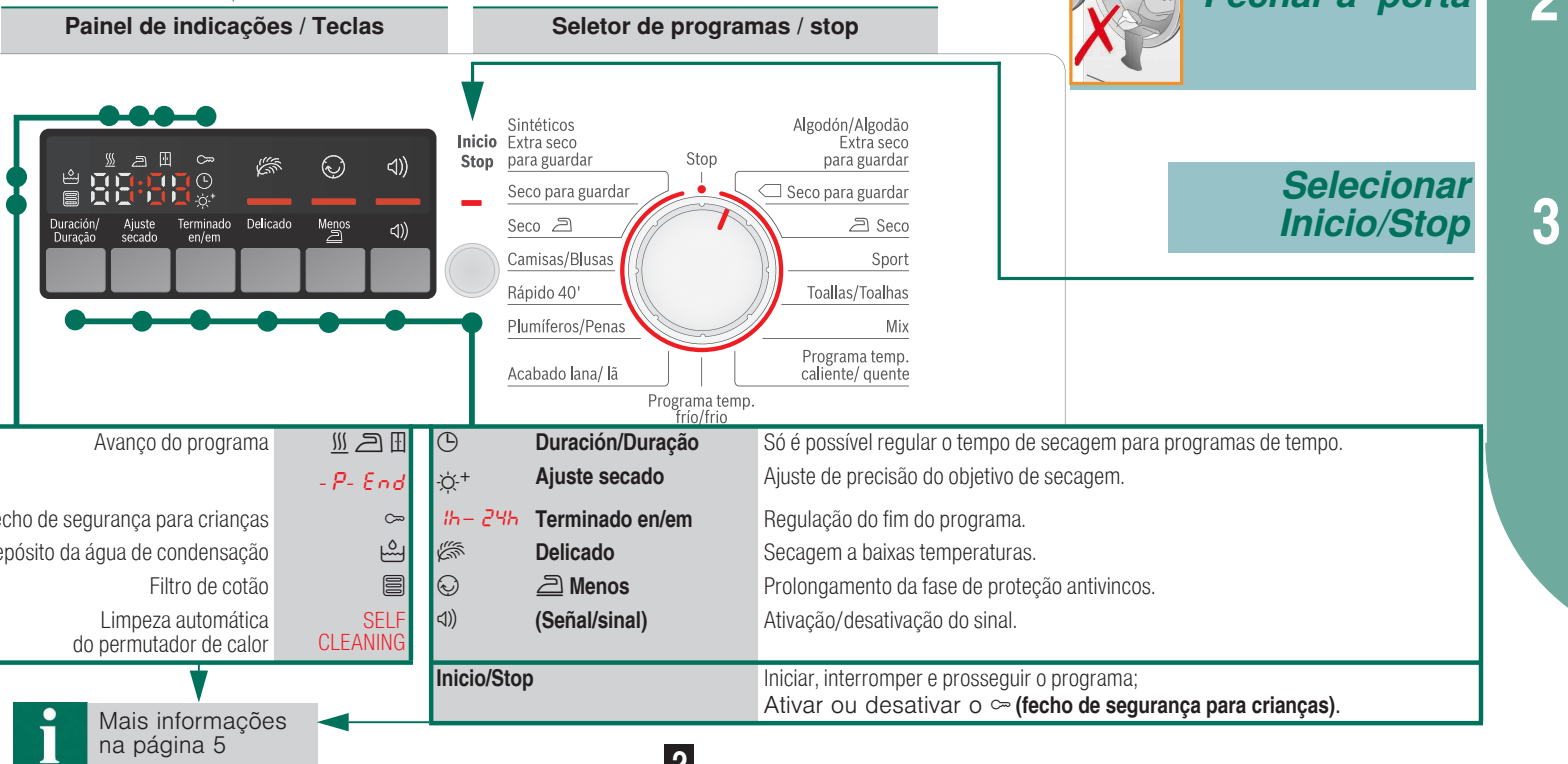 Painel de indicações / Teclas
Seletor de programas / stop
2
Inicio
Stop
Sintéticos
Extra seco
para guardar
Seco para guardar
Seco
Camisas/Blusas
Rápido 40'
Plumíferos/Penas
Acabado lana/ lã
Stop
Algodón/Algodão
Extra seco
para guardar
Seco para guardar
Seco
Sport
Toallas/Toalhas
Mix
Programa temp.
caliente/ quente
Programa temp.
frío/frio
88:88
Duración/
Duração
Ajuste
secado
Terminado
en/em
Delicado
Menos
Selecionar
Inicio/Stop
3
Avanço do programa
- P- End
echo de segurança para crianças
epósito da água de condensação
Filtro de cotão
Limpeza automática
do permutador de calor
SELF
CLEANING
Duración/Duração Só é possível regular o tempo de secagem para programas de tempo.
Ajuste secado Ajuste de precisão do objetivo de secagem.
1h– 24h Terminado en/em Regulação do fim do programa.
Delicado Secagem a baixas temperaturas.
Menos Prolongamento da fase de proteção antivincos.
(Señal/sinal) Ativação/desativação do sinal.
Inicio/Stop Iniciar, interromper e prosseguir o programa;
Ativar ou desativar o (fecho de segurança para crianças).
i
Mais informações
na página 5